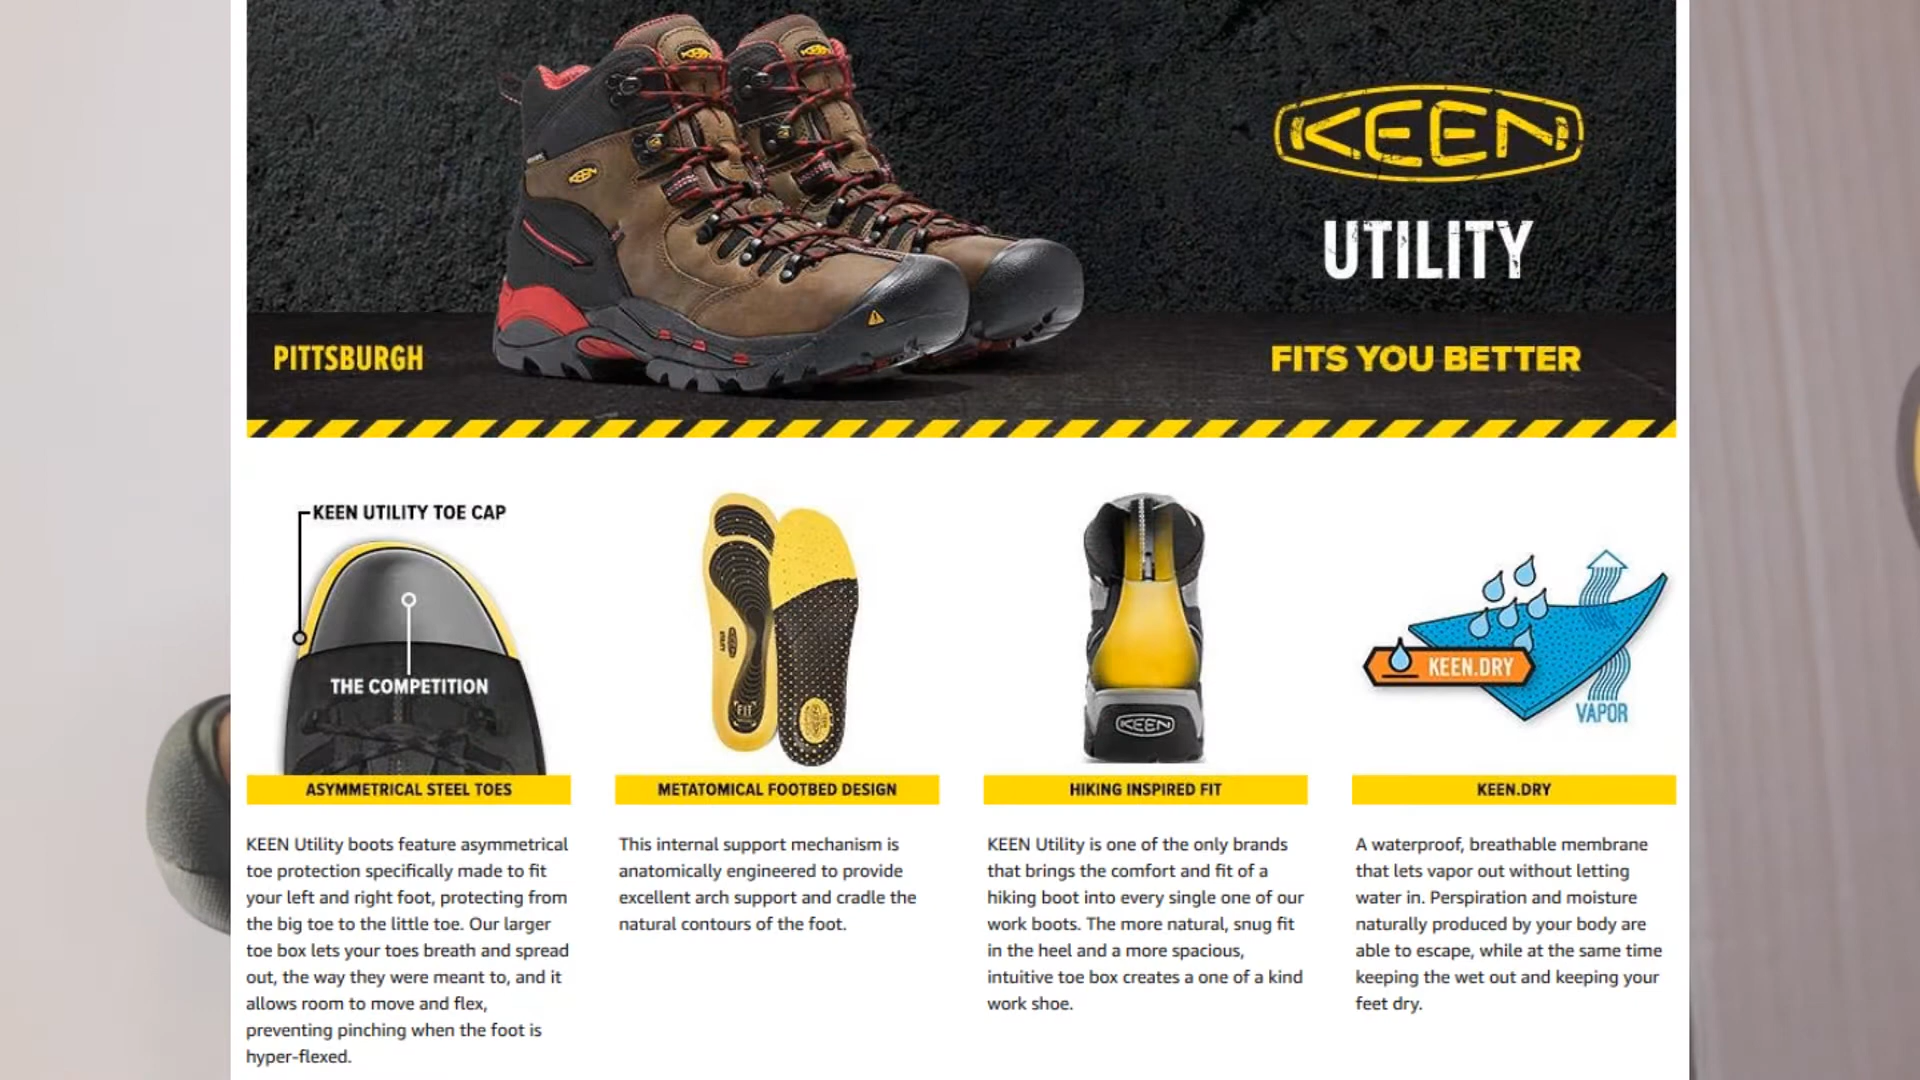 KEEN
UTILITY
PITTSBURGH
FITS YOU BETTER
KEEN UTILITY TOE CAP
THE COMPETITION
ASYMMETRICAL STEEL TOES
KEEN Utility boots feature asymmetrical
toe protection specifically made to fit
your left and right foot, protecting from
the big toe to the little toe. Our larger
toe box lets your toes breath and spread
out, the way they were meant to, and it
allows room to move and flex,
preventing pinching when the foot is
hyper-flexed.
FIT
METATOMICAL FOOTBED DESIGN
This internal support mechanism is
anatomically engineered to provide
excellent arch support and cradle the
natural contours of the foot.
KEEN
HIKING INSPIRED FIT
KEEN Utility is one of the only brands
that brings the comfort and fit of a
hiking boot into every single one of our
work boots. The more natural, snug fit
in the heel and a more spacious,
intuitive toe box creates a one of a kind
work shoe.
KEEN.DRY
VAPOR
KEEN.DRY
A waterproof, breathable membrane
that lets vapor out without letting
water in. Perspiration and moisture
naturally produced by your body are
able to escape, while at the same time
keeping the wet out and keeping your
feet dry.